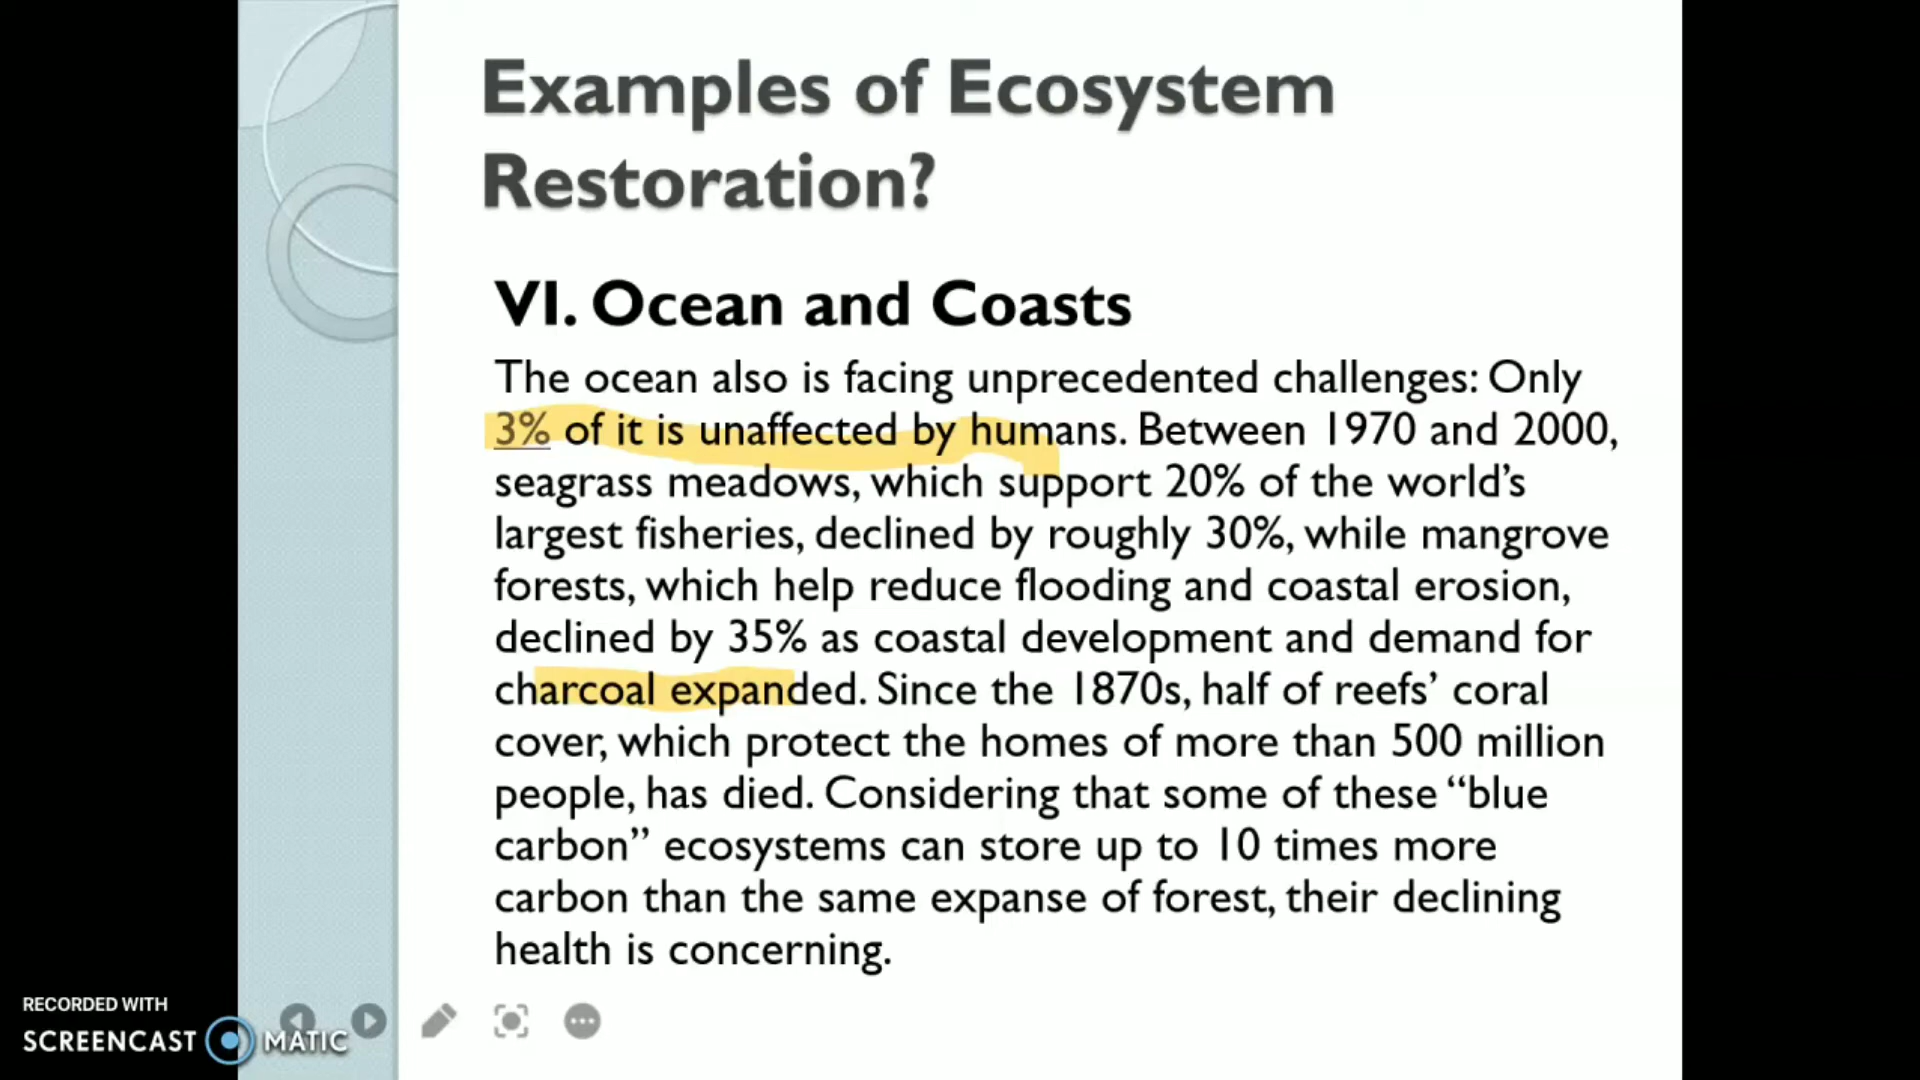 Examples of Ecosystem
Restoration?
VI. Ocean and Coasts
The ocean also is facing unprecedented challenges: Only
3% of it is unaffected by humans. Between 1970 and 2000,
seagrass meadows, which support 20% of the world’s
largest fisheries, declined by roughly 30%, while mangrove
forests, which help reduce flooding and coastal erosion,
declined by 35% as coastal development and demand for
charcoal expanded. Since the 1870s, half of reefs’ coral
cover, which protect the homes of more than 500 million
people, has died. Considering that some of these “blue
carbon” ecosystems can store up to 10 times more
carbon than the same expanse of forest, their declining
health is concerning.
RECORDED WITH
SCREENCAST MATIC